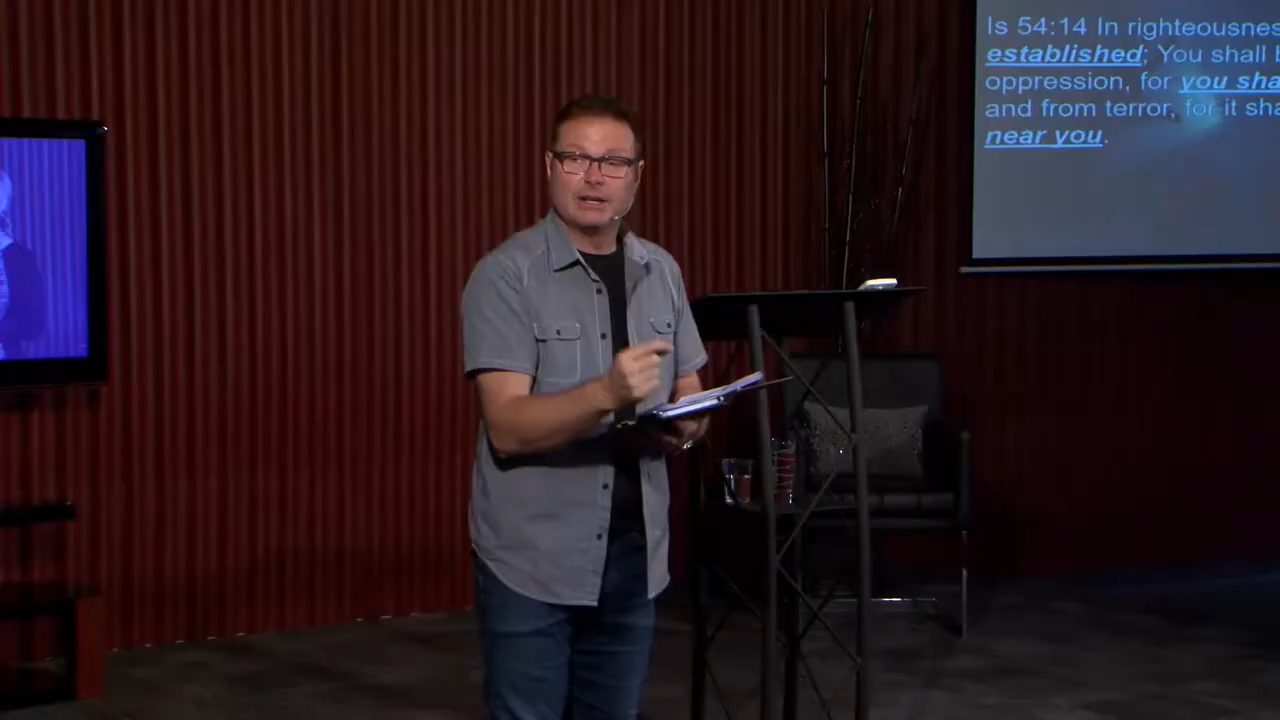 Is 54:14 In righteousnes
established; You shall b
oppression, for you sha
and from terror, for it sha
near you.